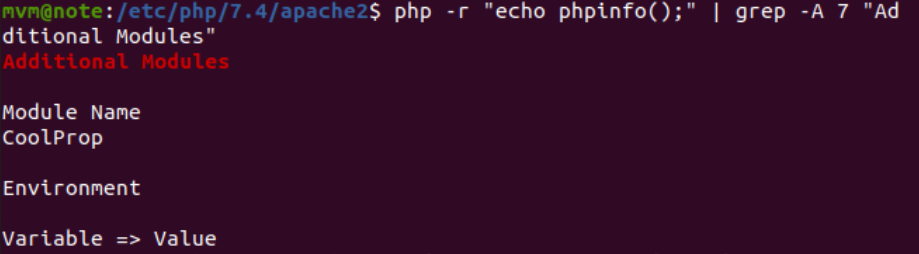 mvm@note:/etc/php/7.4/apache2$ php -r "echo phpinfo();" | grep -A 7 "Ad
ditional Modules"
Additional Modules
Module Name
CoolProp
Environment
Variable => Value